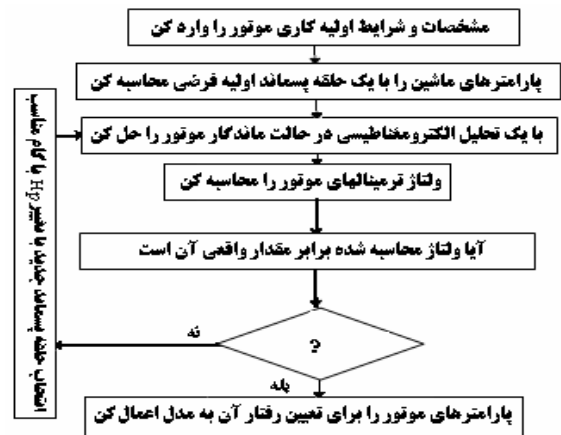 مشخصات و شرایط اولیه کاری موتور را وارد کن
پارامترهای ماشین را با یک حلقه پسماند اولیه فرضی محاسبه کن
با یک تحلیل الکترومغناطیسی در حالت ماندگار موتور را حل کن
ولتاژ ترمینالهای موتور را محاسبه کن
آیا ولتاژ محاسبه شده برابر مقدار واقعی آن است
؟
نه
بله
انتخاب حلقه پسماند جدید با تغییر Hp با گام مناسب
پارامترهای موتور را برای تعیین رفتار آن به مدل اعمال کن